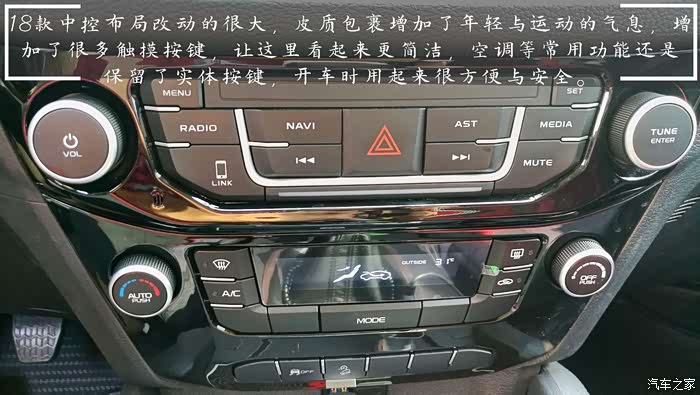 18款中控布局改动的很大，皮质包裹增加了年轻与运动的气息，增
加了很多触摸按键，让这里看起来更简洁，空调等常用功能还是
保留了实体按键，开车时用起来很方便与安全。
MENU
SET
RADIO
NAVI
AST
MEDIA
VOL
LINK
MUTE
TUNE
ENTER
OUTSIDE
31℃
AUTO
PUSH
A/C
OFF
PUSH
MODE
OFF
汽车之家